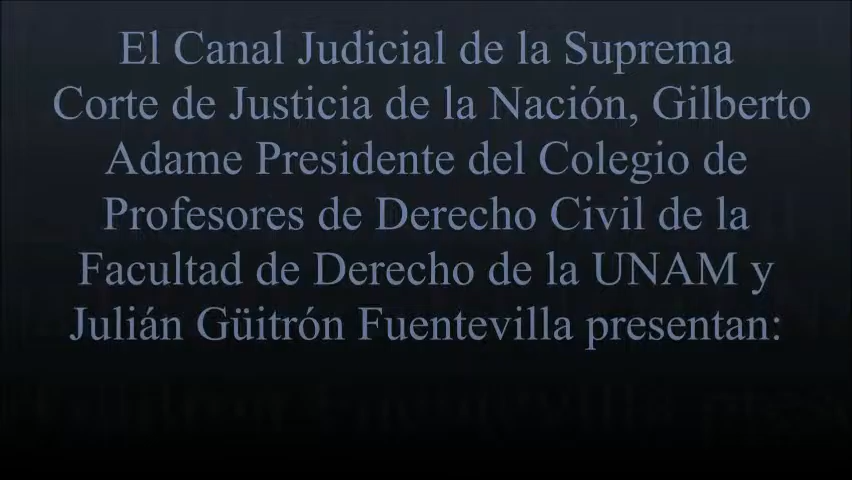 El Canal Judicial de la Suprema
Corte de Justicia de la Nación, Gilberto
Adame Presidente del Colegio de
Profesores de Derecho Civil de la
Facultad de Derecho de la UNAM y
Julián Güitrón Fuentevilla presentan: